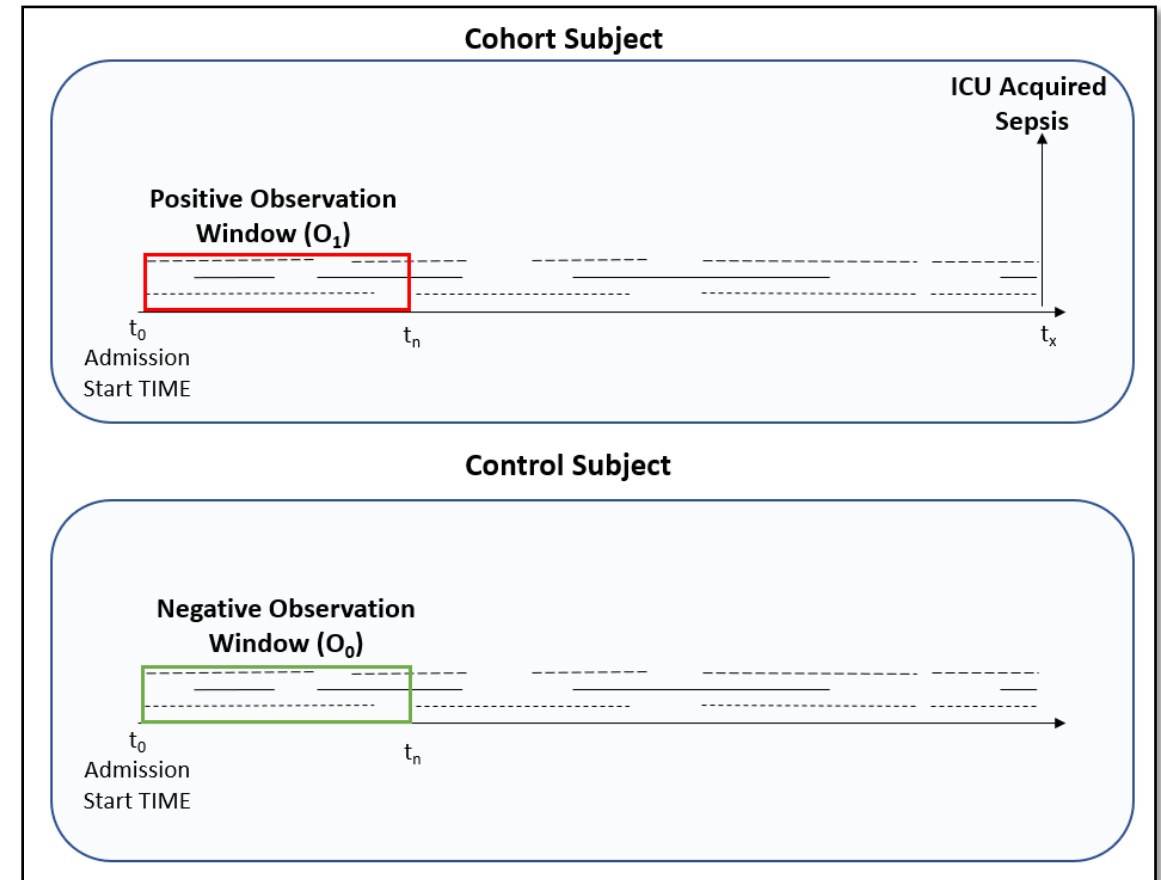 Cohort Subject
ICU Acquired
Sepsis
Positive Observation
Window (O₁)
t₀
Admission
Start TIME
tₙ
tₓ
Control Subject
Negative Observation
Window (O₀)
t₀
Admission
Start TIME
tₙ